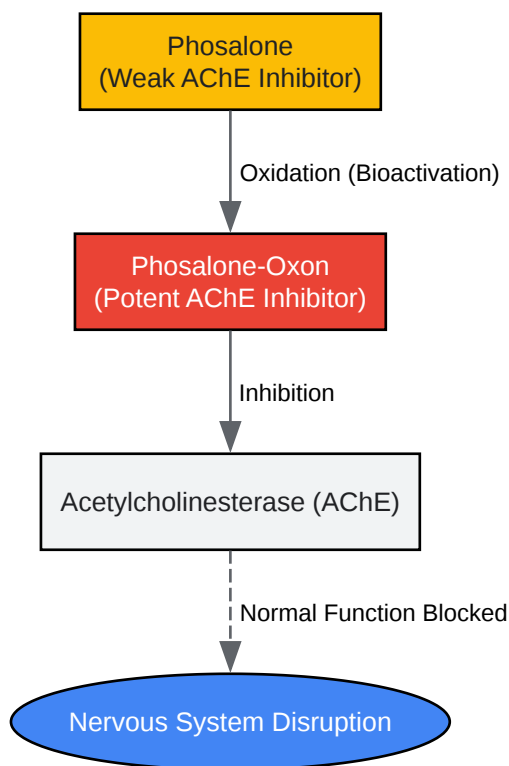 Phosalone
(Weak AChE Inhibitor)
Oxidation (Bioactivation)
Phosalone-Oxon
(Potent AChE Inhibitor)
Inhibition
Acetylcholinesterase (AChE)
Normal Function Blocked
Nervous System Disruption